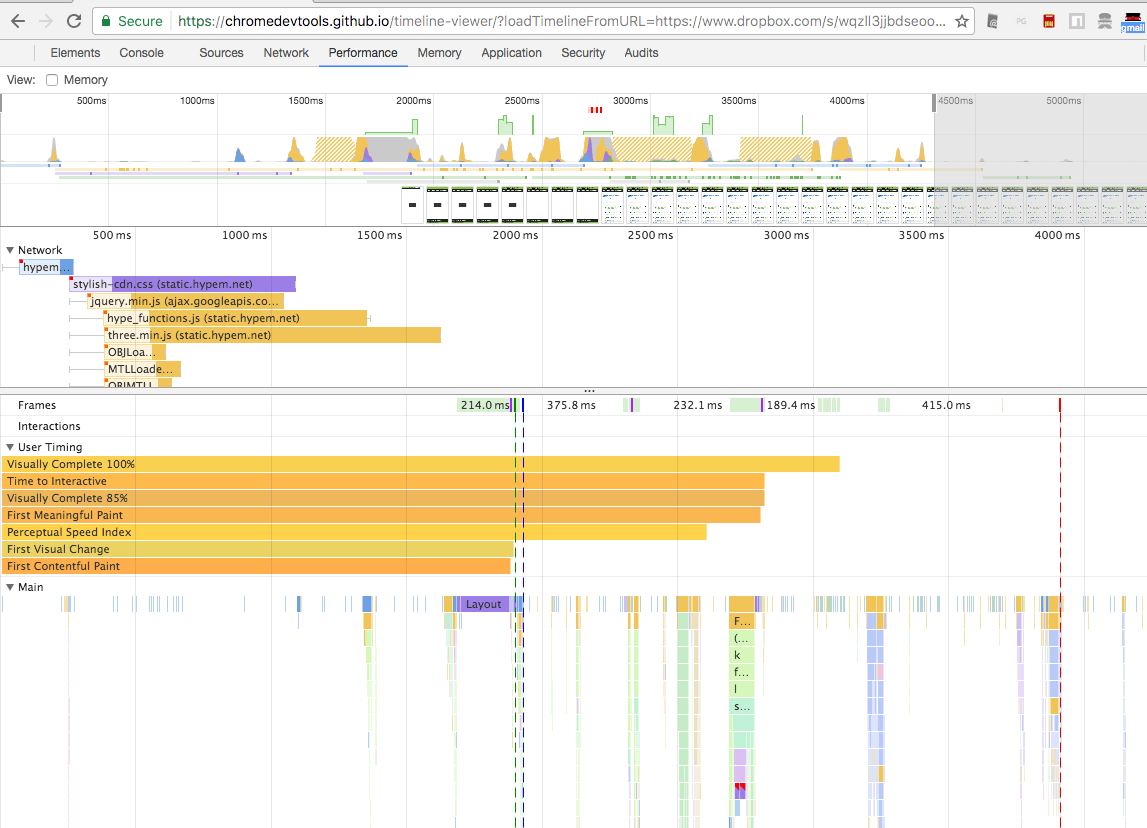 Secure https://chromedevtools.github.io/timeline-viewer/?loadTimelineFromURL=https://www.dropbox.com/s/wqzll3jjbdseoo... PG gmail
Elements Console Sources Network Performance Memory Application Security Audits
View: Memory
500ms 1000ms 1500ms 2000ms 2500ms 3000ms 3500ms 4000ms 4500ms 5000ms
500 ms 1000 ms 1500 ms 2000 ms 2500 ms 3000 ms 3500 ms 4000 ms
Network
hypem...
stylish-cdn.css (static.hypem.net)
jquery.min.js (ajax.googleapis.co...
hype_functions.js (static.hypem.net)
three.min.js (static.hypem.net)
OBJLoa...
MTLLoade...
OBJMTLL
...
Frames 214.0 ms 375.8 ms 232.1 ms 189.4 ms 415.0 ms
Interactions
User Timing
Visually Complete 100%
Time to Interactive
Visually Complete 85%
First Meaningful Paint
Perceptual Speed Index
First Visual Change
First Contentful Paint
Main
Layout
F...
(...
k
f...
l
s...